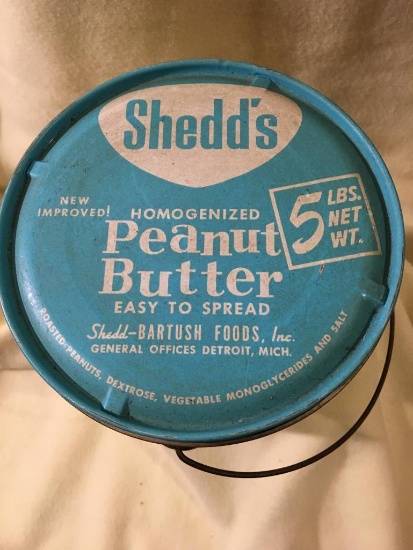 Shedd's
NEW
IMPROVED!
HOMOGENIZED
Peanut
Butter
5 LBS.
NET
WT.
EASY TO SPREAD
Shedd-BARTUSH FOODS, Inc.
GENERAL OFFICES DETROIT, MICH.
ROASTED PEANUTS, DEXTROSE, VEGETABLE MONOGLYCERIDES AND SALT